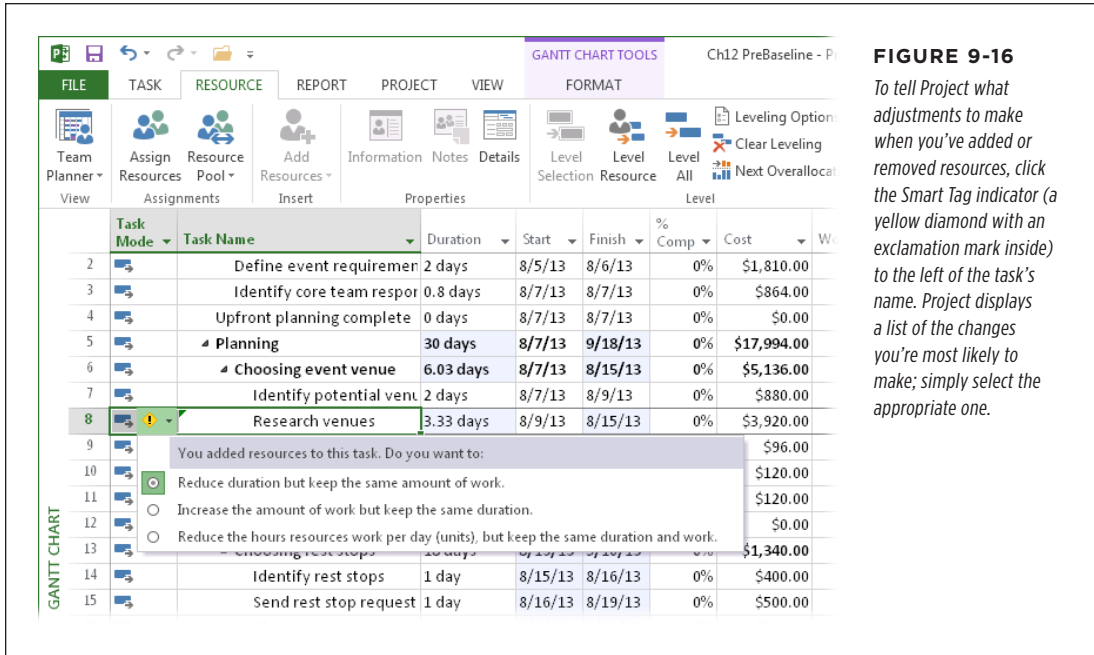 GANTT CHART TOOLS
Ch12 PreBaseline - Pr
FILE TASK RESOURCE REPORT PROJECT VIEW FORMAT
Team Planner
Assign Resources
Resource Pool
Add Resources
Information
Notes
Details
Level Selection
Level Resource
Level All
Leveling Option
Clear Leveling
Next Overallocat
View Assignments Insert Properties Level
Task Mode Task Name Duration Start Finish % Comp Cost Wo
2 Define event requiremen 2 days 8/5/13 8/6/13 0% $1,810.00
3 Identify core team respor 0.8 days 8/7/13 8/7/13 0% $864.00
4 Upfront planning complete 0 days 8/7/13 8/7/13 0% $0.00
5 Planning 30 days 8/7/13 9/18/13 0% $17,994.00
6 Choosing event venue 6.03 days 8/7/13 8/15/13 0% $5,136.00
7 Identify potential venu 2 days 8/7/13 8/9/13 0% $880.00
8 Research venues 3.33 days 8/9/13 8/15/13 0% $3,920.00
9 $96.00
You added resources to this task. Do you want to:
10 $120.00
Reduce duration but keep the same amount of work.
11 $120.00
Increase the amount of work but keep the same duration.
12 $0.00
Reduce the hours resources work per day (units), but keep the same duration and work.
13 Choosing rest stops $1,340.00
14 Identify rest stops 1 day 8/15/13 8/16/13 0% $400.00
15 Send rest stop request 1 day 8/16/13 8/19/13 0% $500.00
GANTT CHART
FIGURE 9-16
To tell Project what
adjustments to make
when you've added or
removed resources, click
the Smart Tag indicator (a
yellow diamond with an
exclamation mark inside)
to the left of the task's
name. Project displays
a list of the changes
you're most likely to
make; simply select the
appropriate one.